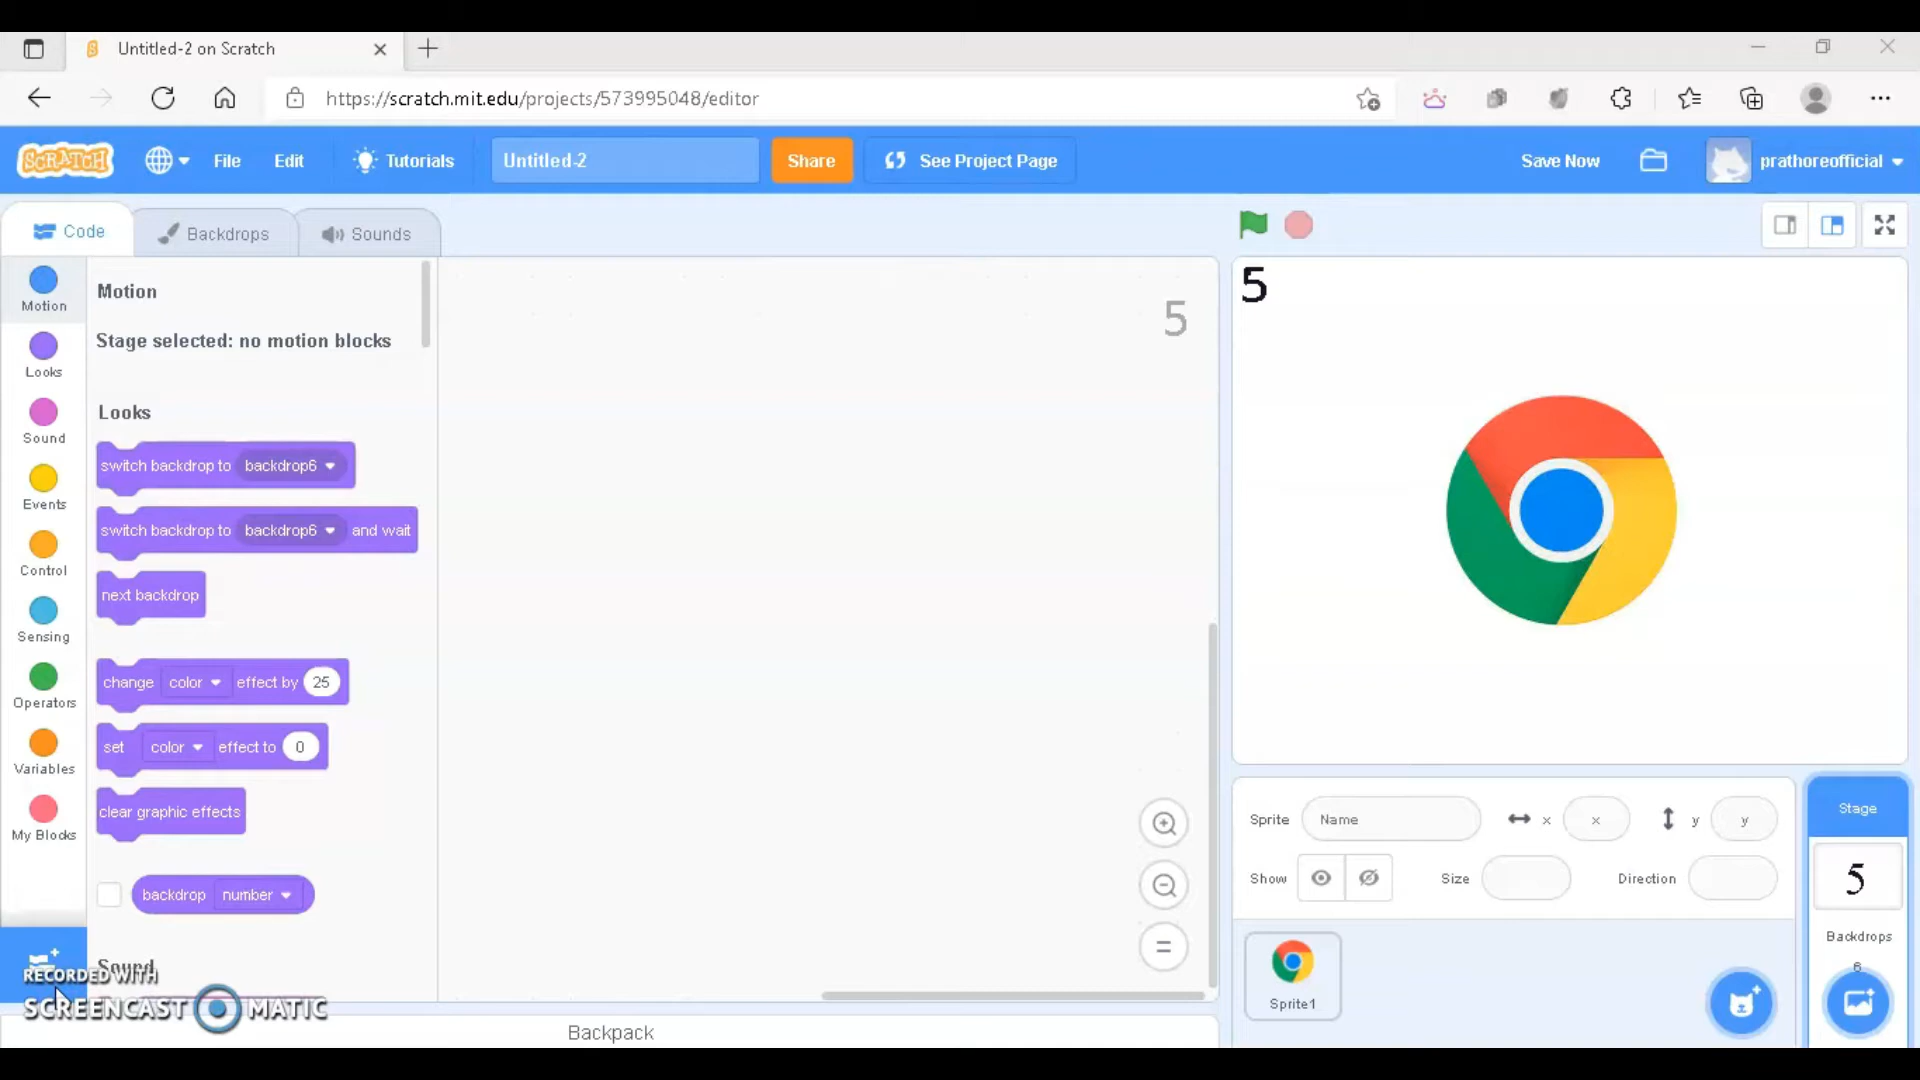 Untitled-2 on Scratch
https://scratch.mit.edu/projects/573995048/editor
SCRATCH
File
Edit
Tutorials
Untitled-2
Share
See Project Page
Save Now
prathoreofficial
Code
Backdrops
Sounds
Motion
Looks
Sound
Events
Control
Sensing
Operators
Variables
My Blocks
Motion
Stage selected: no motion blocks
Looks
switch backdrop to backdrop6
switch backdrop to backdrop6 and wait
next backdrop
change color effect by 25
set color effect to 0
clear graphic effects
backdrop number
Sound
5
5
Sprite
Name
x
x
y
y
Show
Size
Direction
Sprite1
Stage
5
Backdrops
6
Backpack
RECORDED WITH
SCREENCAST MATIC